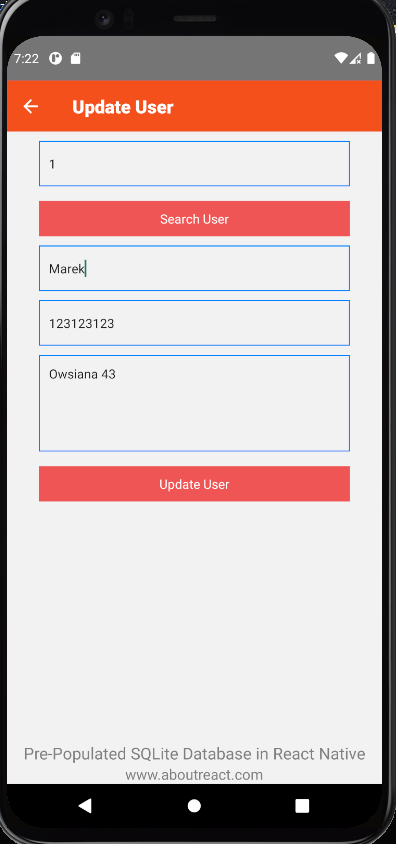 7:22
Update User
1
Search User
Marek
123123123
Owsiana 43
Update User
Pre-Populated SQLite Database in React Native
www.aboutreact.com